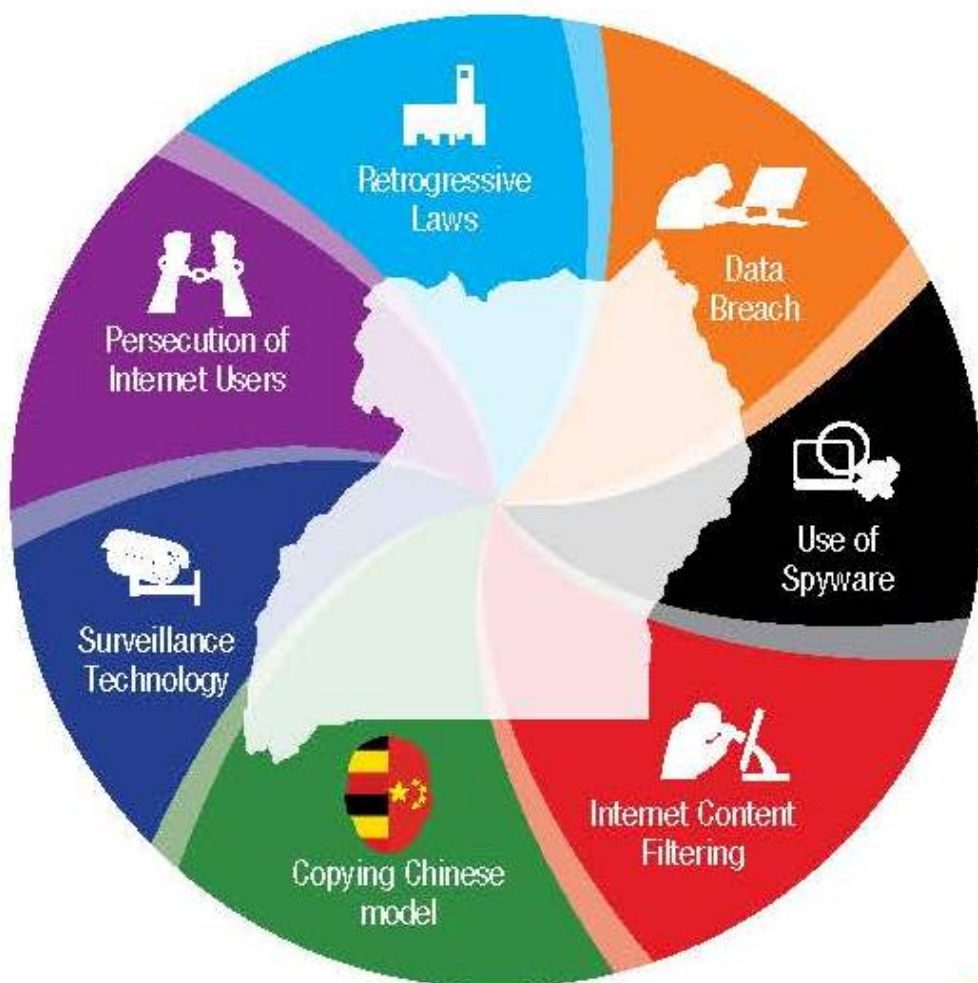 Retrogressive
Laws
Data
Breach
Use of
Spyware
Internet Content
Filtering
Copying Chinese
model
Surveillance
Technology
Persecution of
Internet Users